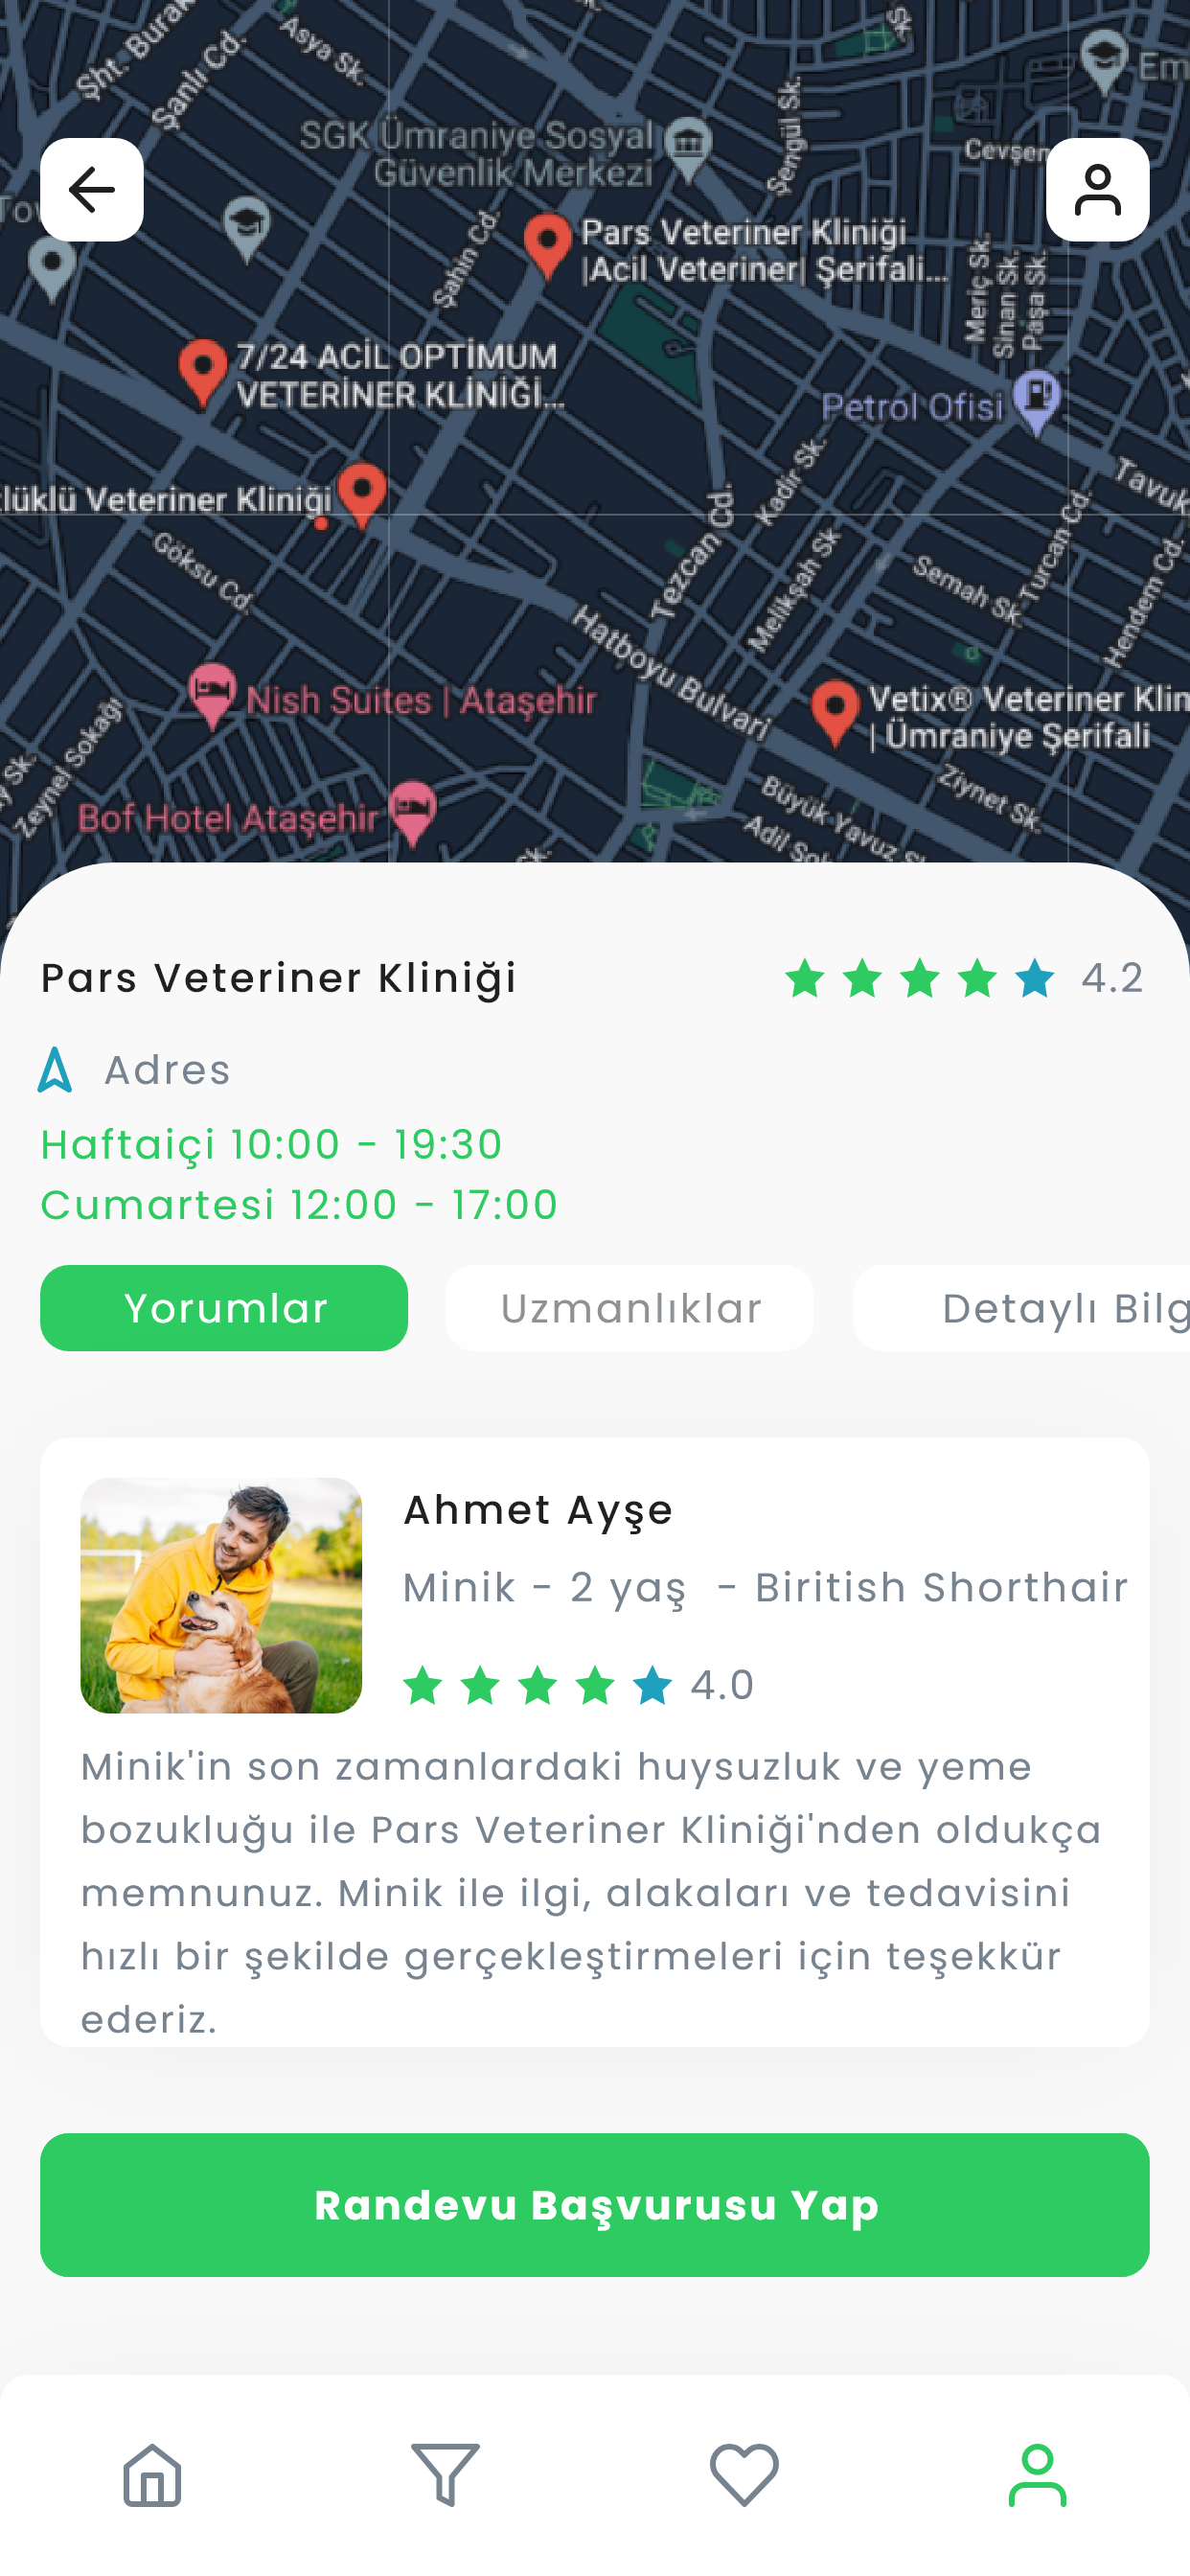 Şht. Burak
Şanlı Cd.
Asya Sk.
Sk.
Şengül Sk.
Em
SGK Ümraniye Sosyal
Güvenlik Merkezi
Cevşen
Şahin Cd.
Pars Veteriner Kliniği
|Acil Veteriner| Şerifali...
Meriç Sk.
Sinan Sk.
Paşa Sk.
7/24 ACİL OPTİMUM
VETERİNER KLİNİĞİ...
Petrol Ofisi
lüklü Veteriner Kliniği
Kadir Sk.
Tavuk
Göksu Cd.
Tezcan Cd.
Melikşah Sk
Semah Sk.
Turcan Cd.
Hendem Cd.
Hatboyu Bulvarı
Nish Suites | Ataşehir
Vetix® Veteriner Klin
| Ümraniye Şerifali
Zeynel Sokağı
y Sk.
Bof Hotel Ataşehir
Büyük Yavuz S
Ziynet Sk.
Adil
Sk.
Pars Veteriner Kliniği 4.2
Adres
Haftaiçi 10:00 - 19:30
Cumartesi 12:00 - 17:00
Yorumlar Uzmanlıklar Detaylı Bilg
Ahmet Ayşe
Minik - 2 yaş - Biritish Shorthair
4.0
Minik'in son zamanlardaki huysuzluk ve yeme
bozukluğu ile Pars Veteriner Kliniği'nden oldukça
memnunuz. Minik ile ilgi, alakaları ve tedavisini
hızlı bir şekilde gerçekleştirmeleri için teşekkür
ederiz.
Randevu Başvurusu Yap